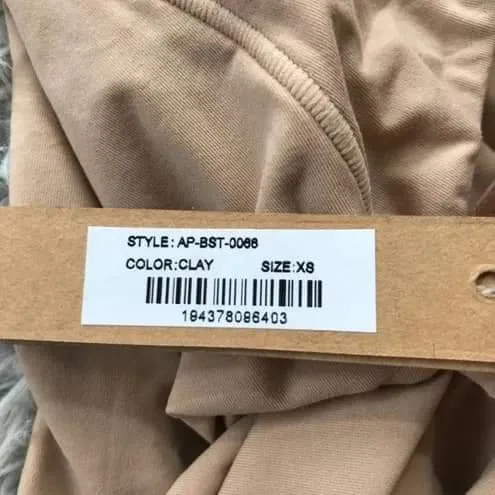 STYLE: AP-BST-0066
COLOR:CLAY SIZE:XS
194378096403